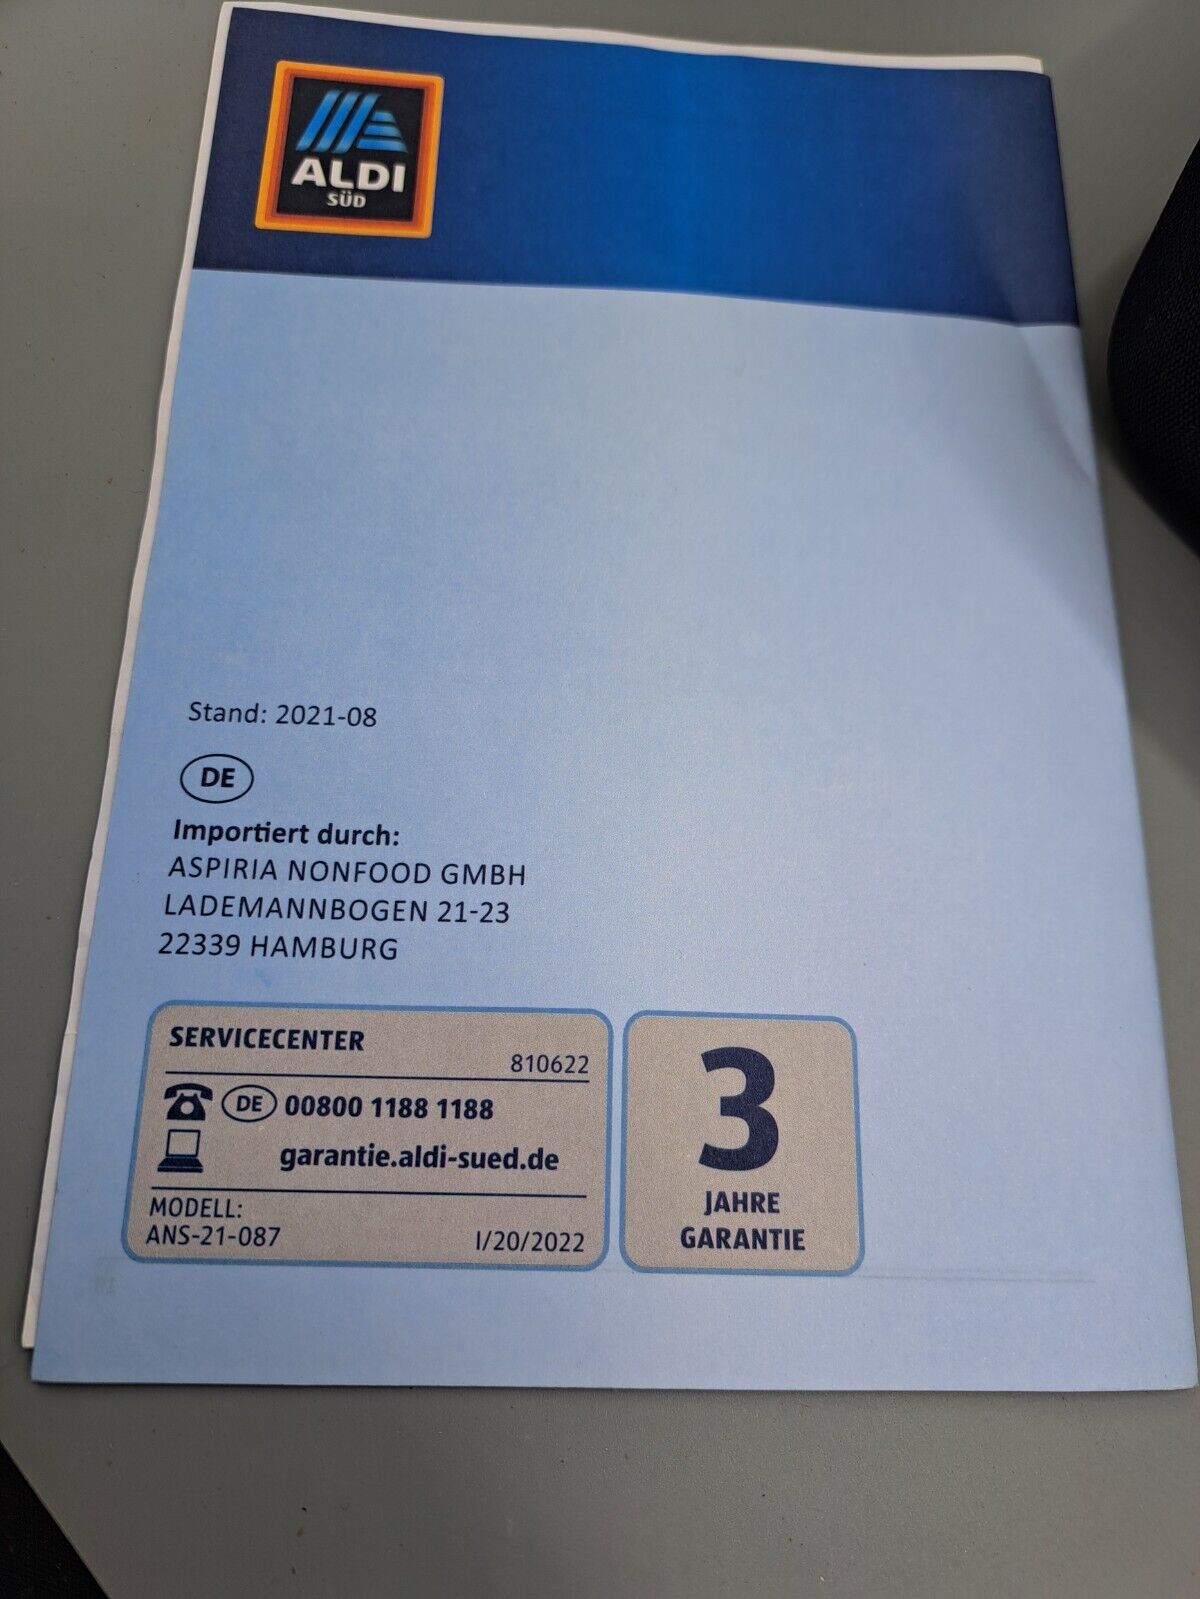 ALDI
SÜD
Stand: 2021-08
DE
Importiert durch:
ASPIRIA NONFOOD GMBH
LADEMANNBOGEN 21-23
22339 HAMBURG
SERVICECENTER
810622
DE 00800 1188 1188
garantie.aldi-sued.de
MODELL:
ANS-21-087
I/20/2022
3
JAHRE
GARANTIE